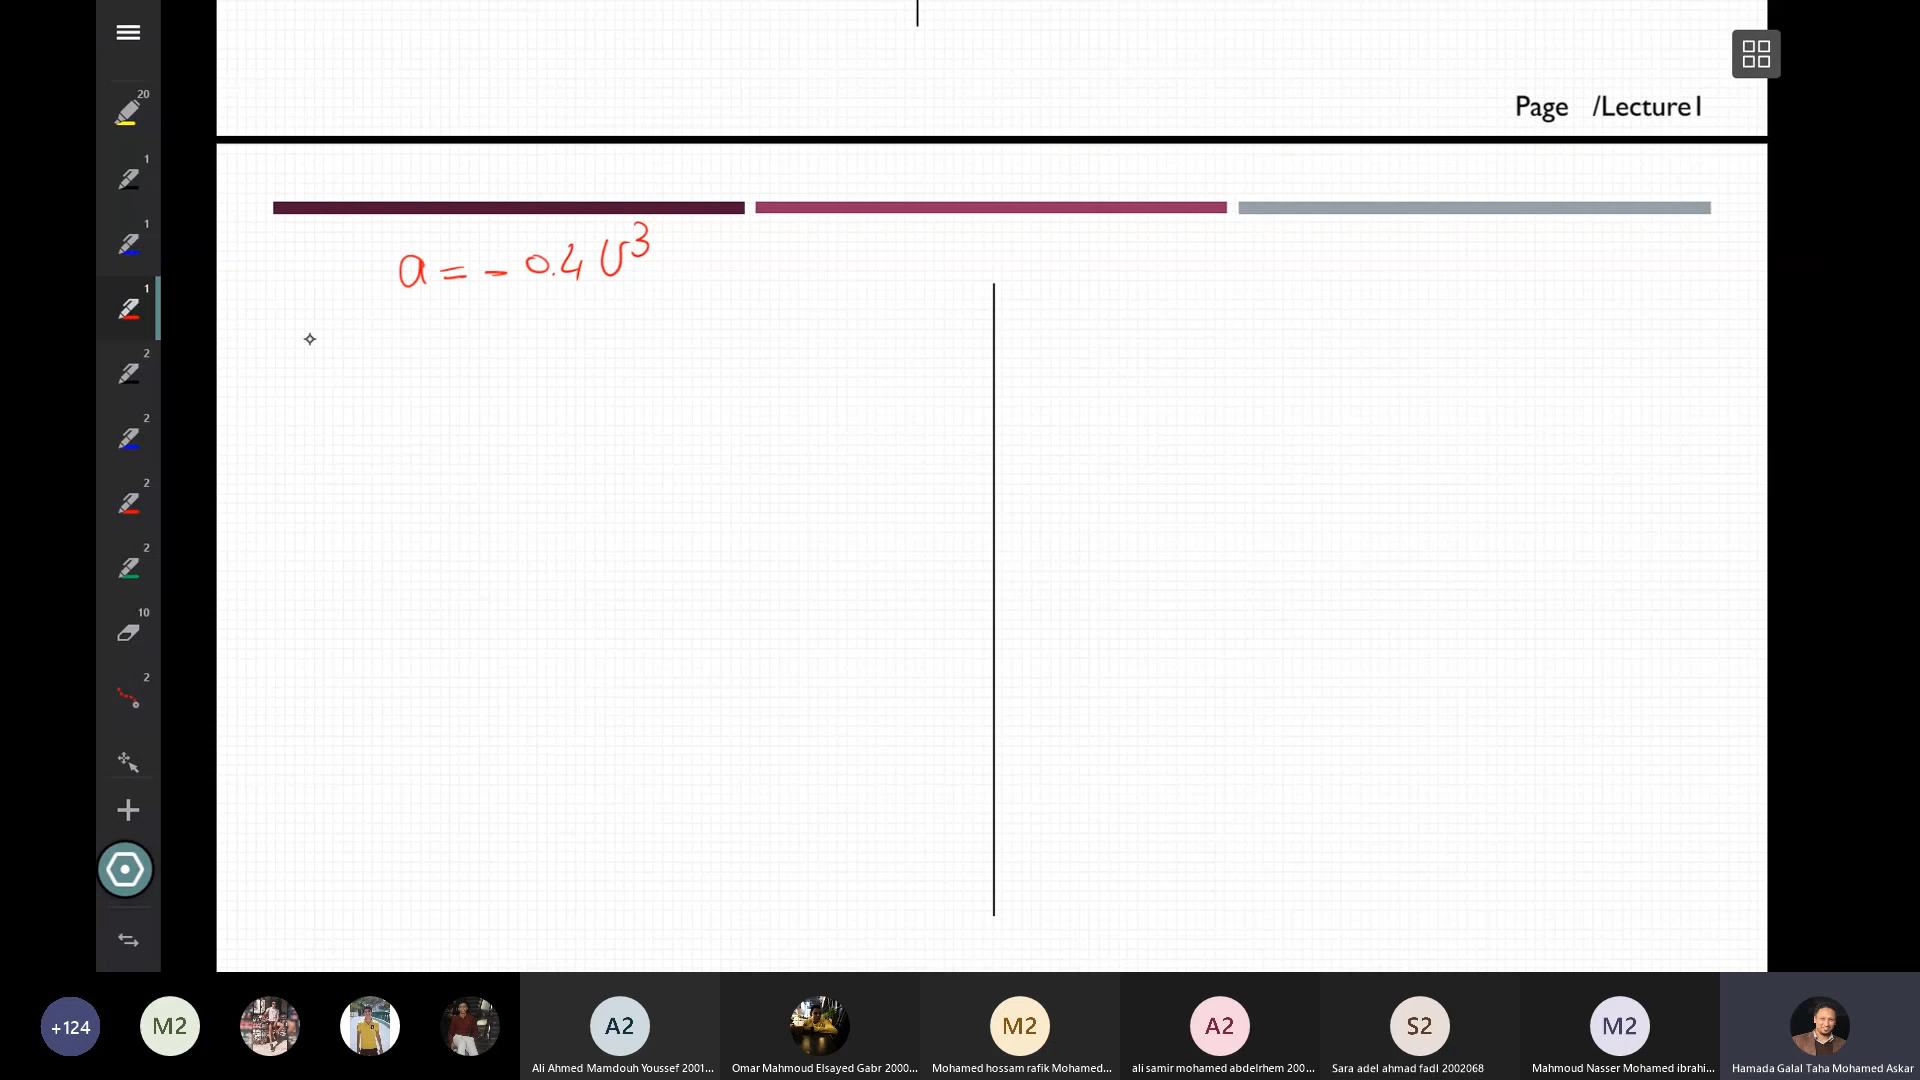 20
1
1
1
2
2
2
2
10
2
Page /Lecture1
a = - 0.4 v³
+124
M2
A2
Ali Ahmed Mamdouh Youssef 2001...
Omar Mahmoud Elsayed Gabr 2000...
M2
Mohamed hossam rafik Mohamed...
A2
ali samir mohamed abdelrhem 200...
S2
Sara adel ahmad fadl 2002068
M2
Mahmoud Nasser Mohamed ibrahi...
Hamada Galal Taha Mohamed Askar